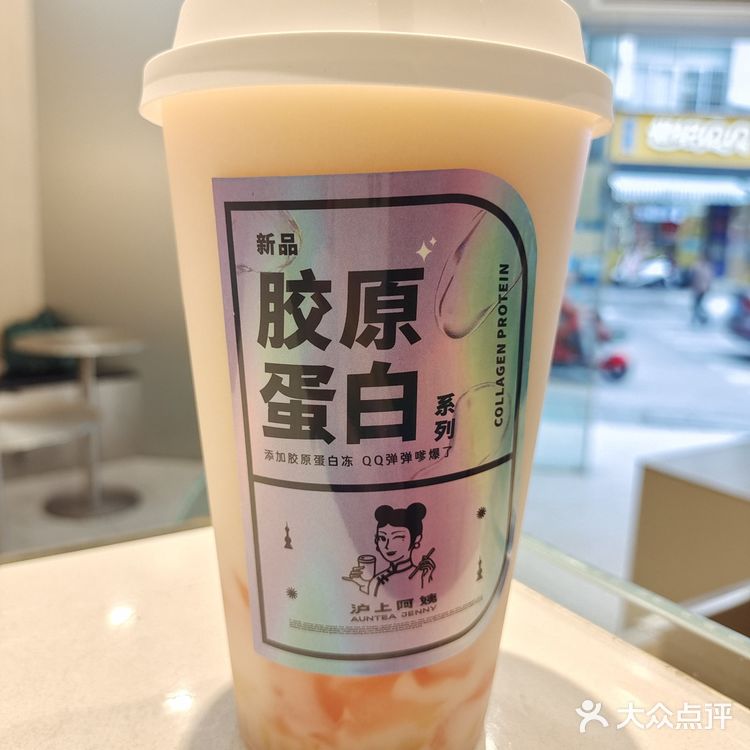 新品
胶原
蛋白
系列
COLLAGEN PROTEIN
添加胶原蛋白冻 QQ弹弹嗲爆了
沪上阿姨
AUNTEA JENNY
大众点评